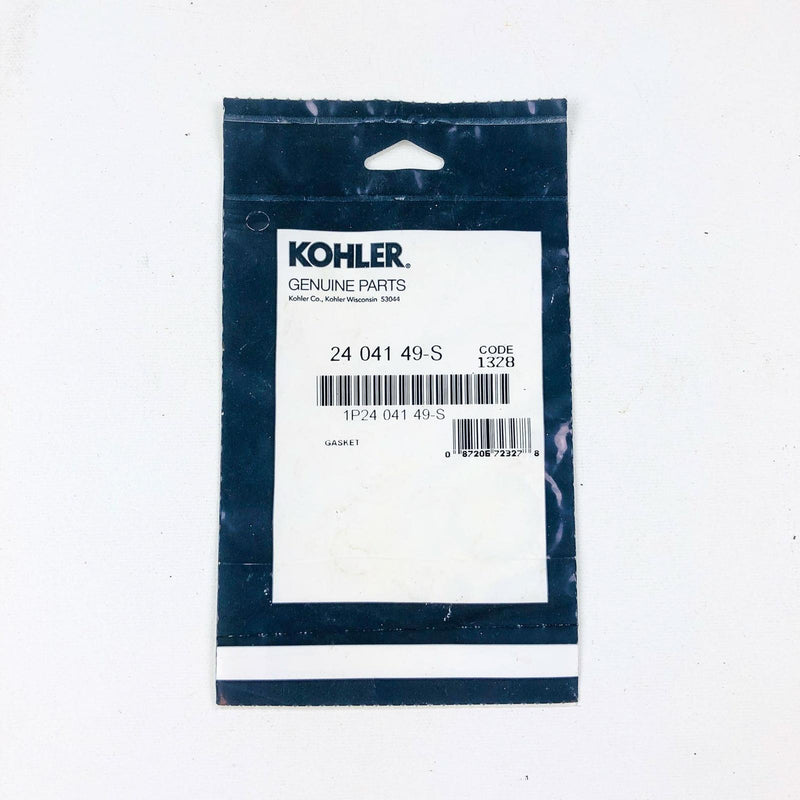 KOHLER®
GENUINE PARTS
Kohler Co., Kohler Wisconsin 53044
24 041 49-S
CODE
1328
1P24 041 49-S
GASKET
0 87206 72327 8